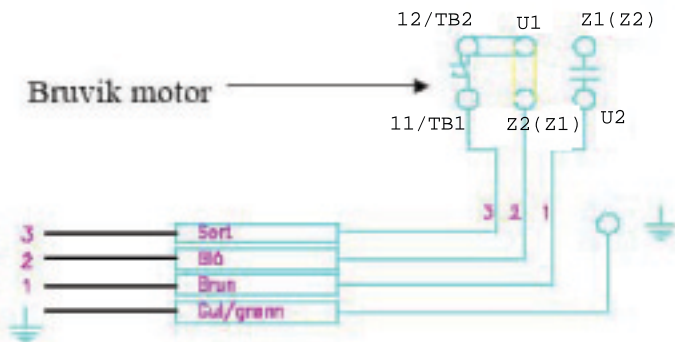 12/TB2 U1 Z1(Z2)
Bruvik motor
11/TB1 Z2(Z1) U2
3 2 1
3 Sort
2 Blå
1 Brun
Gul/grønn